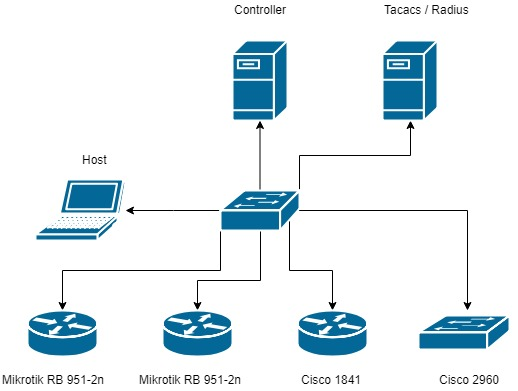 Controller
Tacacs / Radius
Host
Mikrotik RB 951-2n
Mikrotik RB 951-2n
Cisco 1841
Cisco 2960